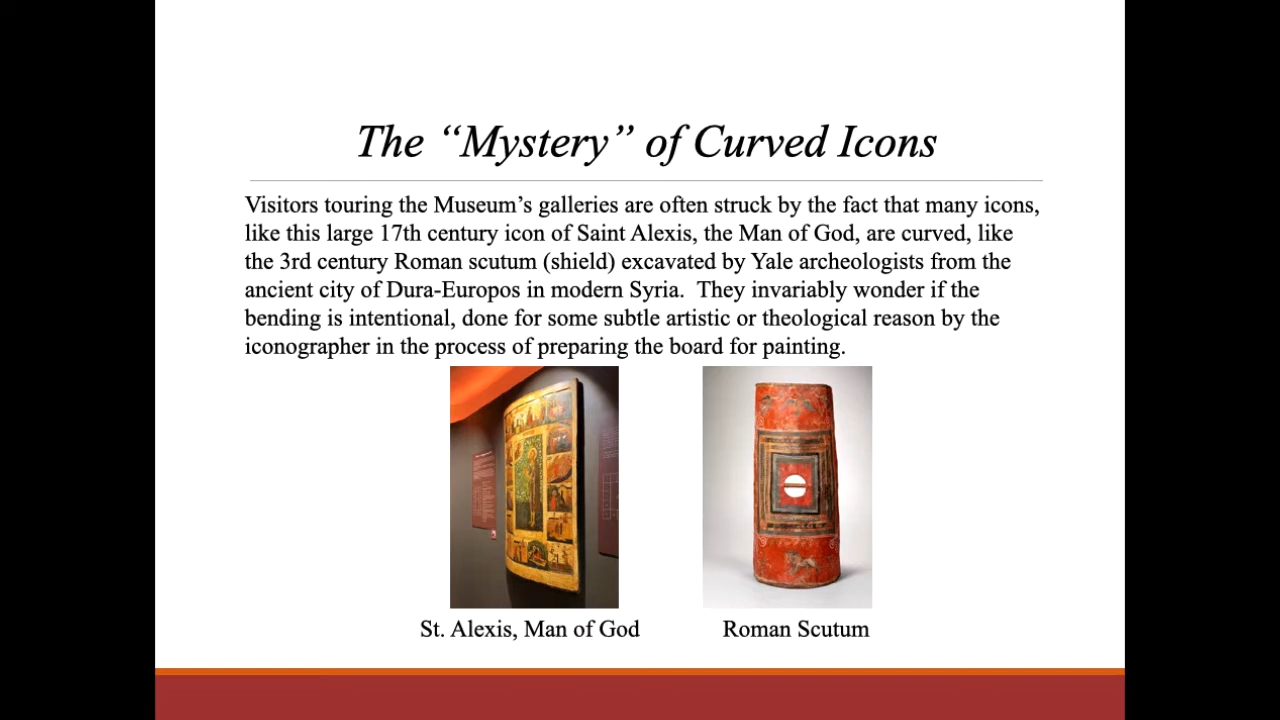 The “Mystery” of Curved Icons
Visitors touring the Museum’s galleries are often struck by the fact that many icons,
like this large 17th century icon of Saint Alexis, the Man of God, are curved, like
the 3rd century Roman scutum (shield) excavated by Yale archeologists from the
ancient city of Dura-Europos in modern Syria.  They invariably wonder if the
bending is intentional, done for some subtle artistic or theological reason by the
iconographer in the process of preparing the board for painting.
St. Alexis, Man of God
Roman Scutum